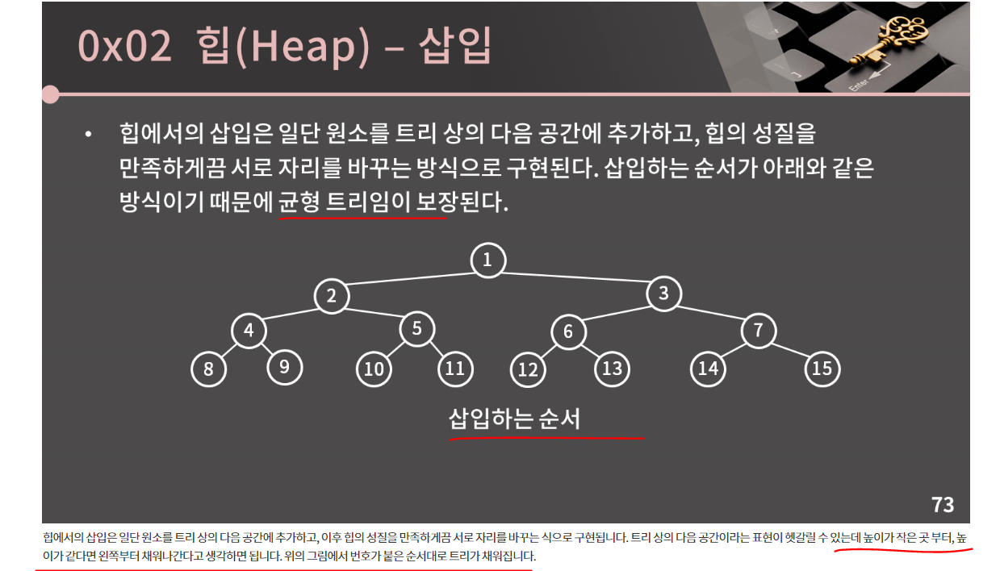 0x02 힙(Heap) – 삽입
Enter
• 힙에서의 삽입은 일단 원소를 트리 상의 다음 공간에 추가하고, 힙의 성질을
만족하게끔 서로 자리를 바꾸는 방식으로 구현된다. 삽입하는 순서가 아래와 같은
방식이기 때문에 균형 트리임이 보장된다.
1
2 3
4 5 6 7
8 9 10 11 12 13 14 15
삽입하는 순서
73
힙에서의 삽입은 일단 원소를 트리 상의 다음 공간에 추가하고, 이후 힙의 성질을 만족하게끔 서로 자리를 바꾸는 식으로 구현됩니다. 트리 상의 다음 공간이라는 표현이 헷갈릴 수 있는데 높이가 작은 곳 부터, 높
이가 같다면 왼쪽부터 채워나간다고 생각하면 됩니다. 위의 그림에서 번호가 붙은 순서대로 트리가 채워집니다.